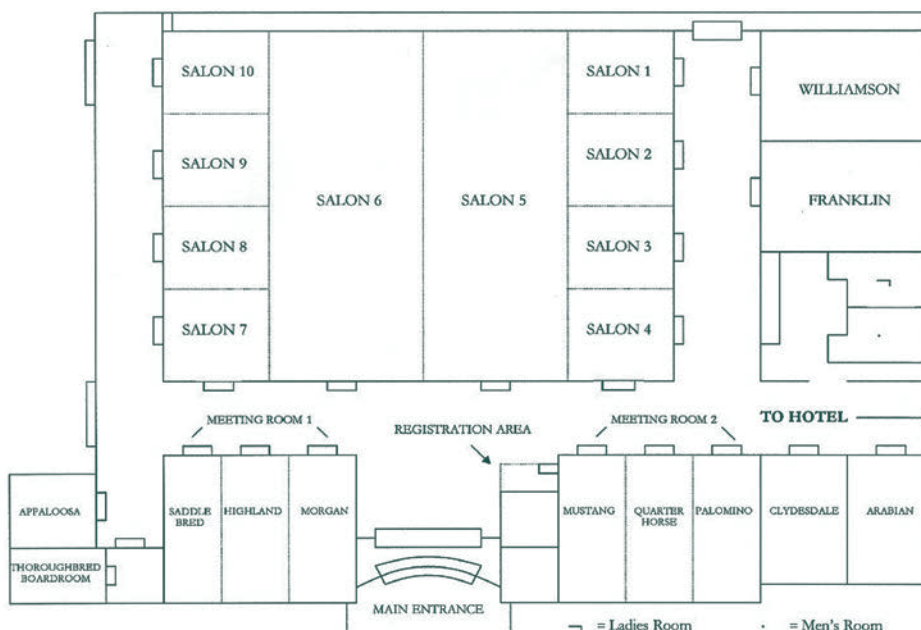 SALON 10
SALON 1
WILLIAMSON
SALON 9
SALON 2
SALON 6
SALON 5
FRANKLIN
SALON 8
SALON 3
SALON 7
SALON 4
MEETING ROOM 1
REGISTRATION AREA
MEETING ROOM 2
TO HOTEL
APPALOOSA
SADDLE
BRED
HIGHLAND
MORGAN
MUSTANG
QUARTER
HORSE
PALOMINO
CLYDESDALE
ARABIAN
THOROUGHBRED
BOARDROOM
MAIN ENTRANCE
= Ladies Room
= Men's Room